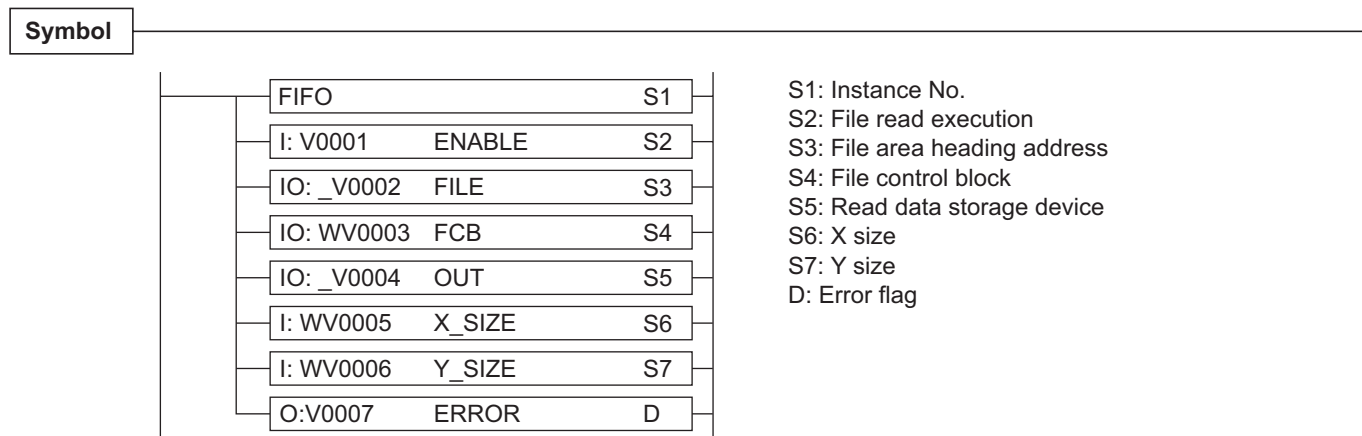 Symbol
FIFO S1
I: V0001 ENABLE S2
IO: _V0002 FILE S3
IO: WV0003 FCB S4
IO: _V0004 OUT S5
I: WV0005 X_SIZE S6
I: WV0006 Y_SIZE S7
O:V0007 ERROR D
S1: Instance No.
S2: File read execution
S3: File area heading address
S4: File control block
S5: Read data storage device
S6: X size
S7: Y size
D: Error flag